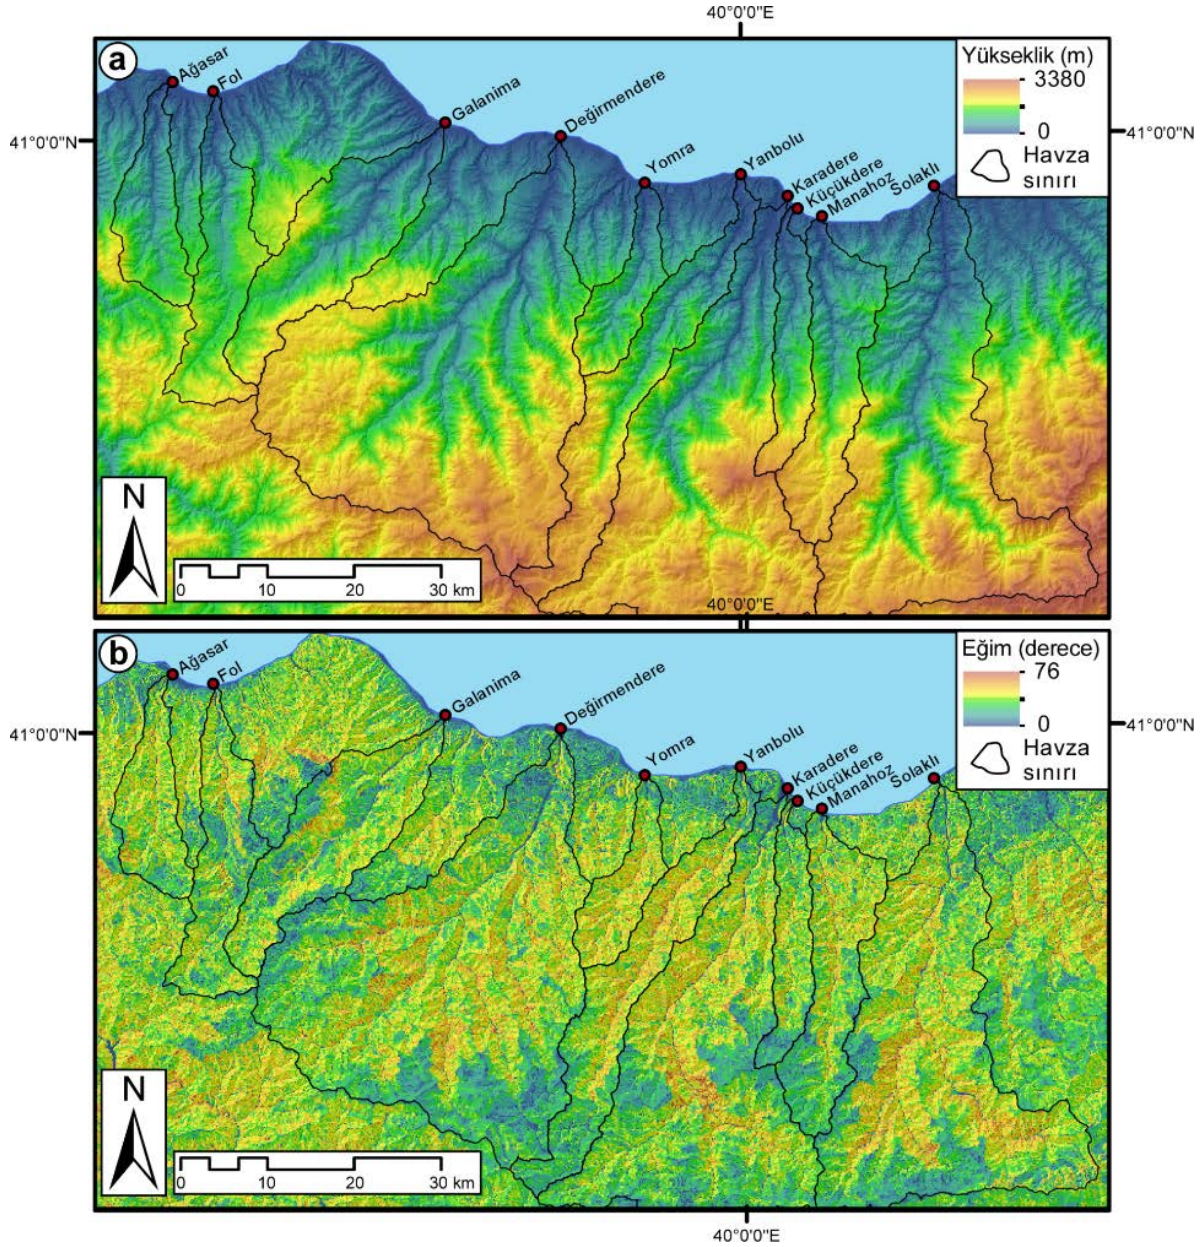 40°0'0"E
a
Ağasar
Fol
Galanima
Değirmendere
Yomra
Yanbolu
Karadere
Küçükdere
Manahoz
Solaklı
Yükseklik (m)
3380
0
Havza
sınırı
41°0'0"N
41°0'0"N
N
0 10 20 30 km
40°0'0"E
b
Ağasar
Fol
Galanima
Değirmendere
Yomra
Yanbolu
Karadere
Küçükdere
Manahoz
Solaklı
Eğim (derece)
76
0
Havza
sınırı
41°0'0"N
41°0'0"N
N
0 10 20 30 km
40°0'0"E